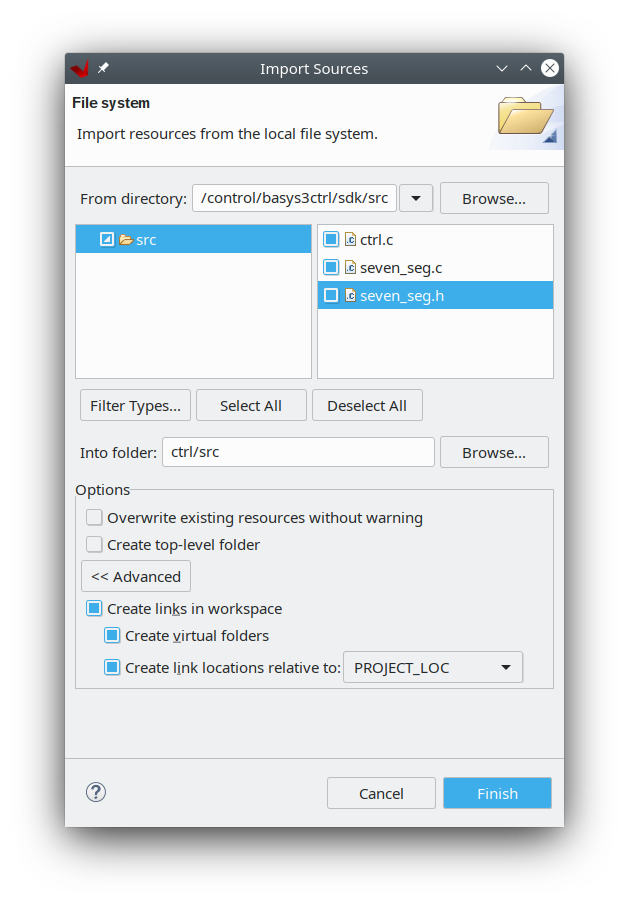 Import Sources
File system
Import resources from the local file system.
From directory: /control/basys3ctrl/sdk/src Browse...
src
ctrl.c
seven_seg.c
seven_seg.h
Filter Types... Select All Deselect All
Into folder: ctrl/src Browse...
Options
Overwrite existing resources without warning
Create top-level folder
<< Advanced
Create links in workspace
Create virtual folders
Create link locations relative to: PROJECT_LOC
? Cancel Finish